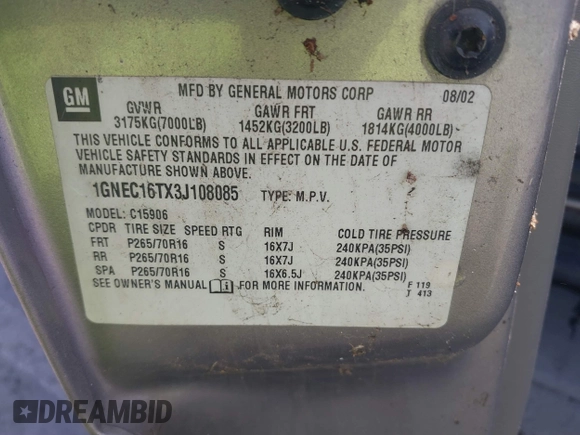 GM
MFD BY GENERAL MOTORS CORP 08/02
GVWR GAWR FRT GAWR RR
3175KG(7000LB) 1452KG(3200LB) 1814KG(4000LB)
THIS VEHICLE CONFORMS TO ALL APPLICABLE U.S. FEDERAL MOTOR
VEHICLE SAFETY STANDARDS IN EFFECT ON THE DATE OF
MANUFACTURE SHOWN ABOVE.
1GNEC16TX3J108085 TYPE: M.P.V.
MODEL: C15906
CPDR TIRE SIZE SPEED RTG RIM COLD TIRE PRESSURE
FRT P265/70R16 S 16X7J 240KPA(35PSI)
RR P265/70R16 S 16X7J 240KPA(35PSI)
SPA P265/70R16 S 16X6.5J 240KPA(35PSI)
SEE OWNER'S MANUAL FOR MORE INFORMATION. F 119
T 413
DREAMBID